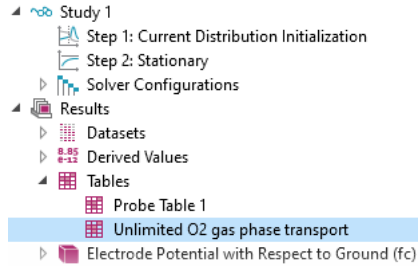 Study 1
Step 1: Current Distribution Initialization
Step 2: Stationary
Solver Configurations
Results
Datasets
8.85
e-12 Derived Values
Tables
Probe Table 1
Unlimited O2 gas phase transport
Electrode Potential with Respect to Ground (fc)